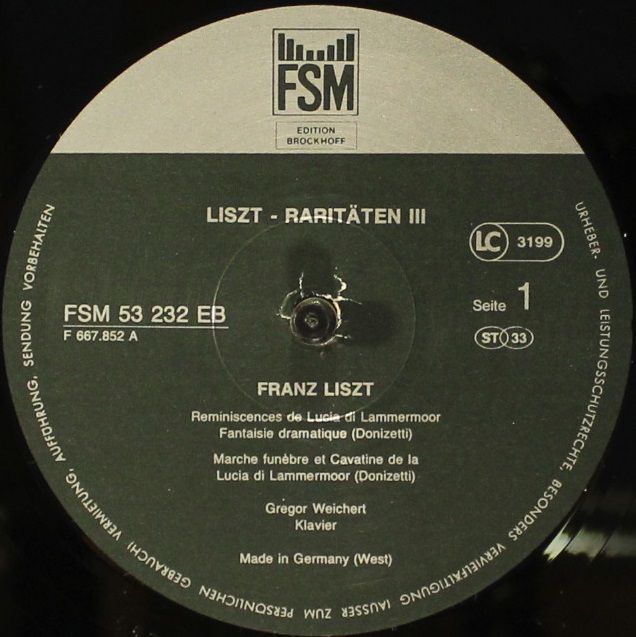 FSM
EDITION
BROCKHOFF
LISZT - RARITÄTEN III
LC 3199
FSM 53 232 EB
F 667.852 A
Seite 1
ST 33
FRANZ LISZT
Reminiscences de Lucia di Lammermoor
Fantaisie dramatique (Donizetti)
Marche funèbre et Cavatine de la
Lucia di Lammermoor (Donizetti)
Gregor Weichert
Klavier
Made in Germany (West)
URHEBER- UND LEISTUNGSSCHUTZRECHTE, BESONDERS VERVIELFÄLTIGUNG (AUSSER ZUM PERSÖNLICHEN GEBRAUCH) VERMIETUNG, AUFFÜHRUNG, SENDUNG VORBEHALTEN